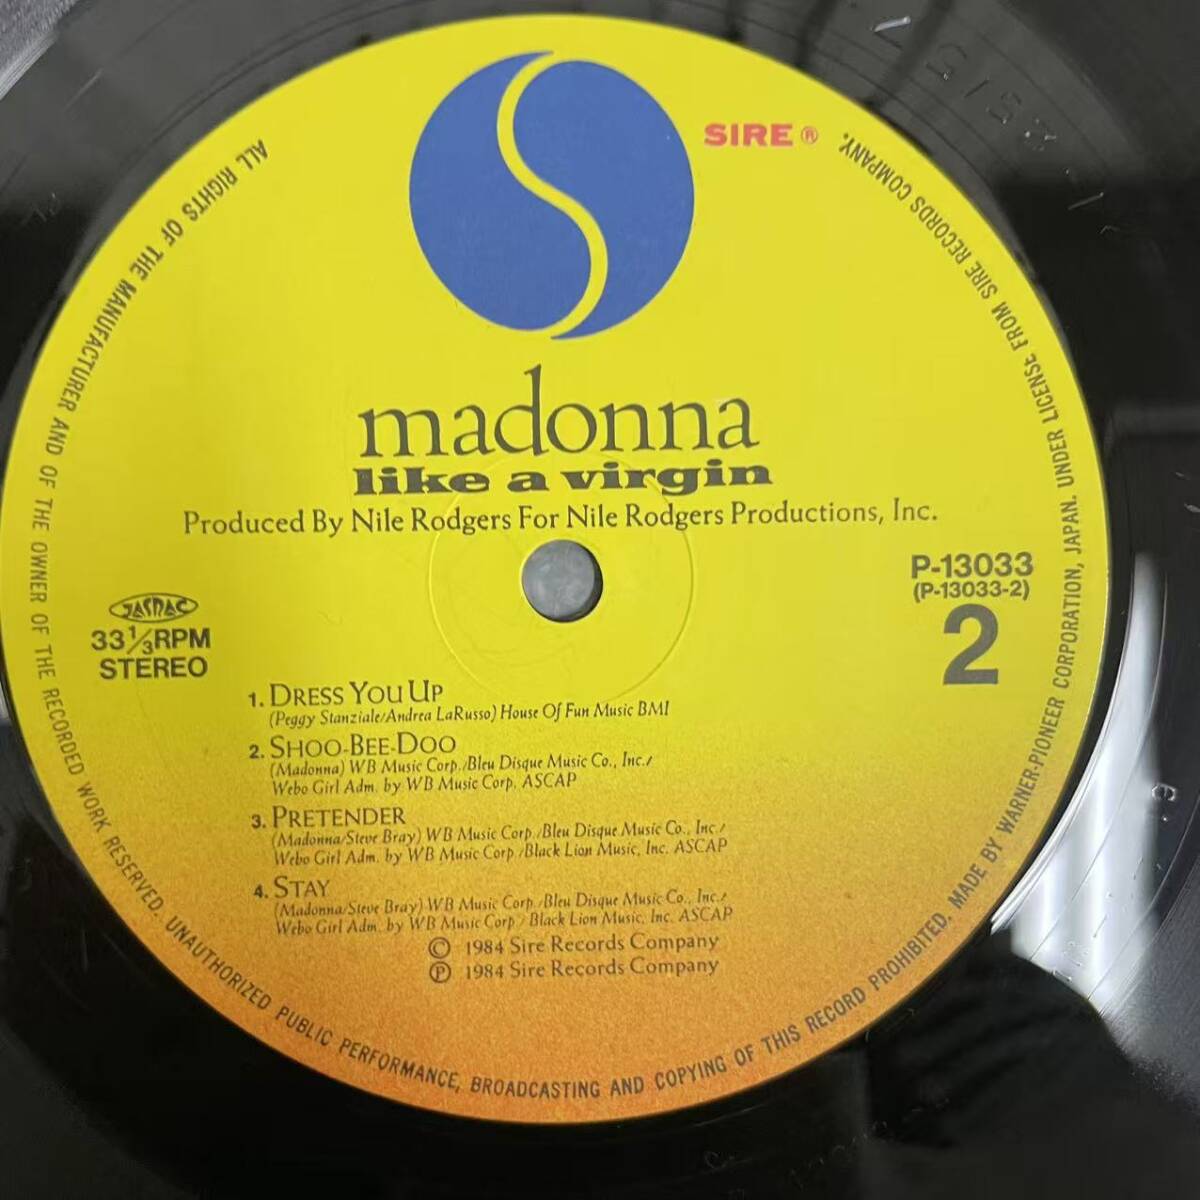 SIRE ®
madonna
like a virgin
Produced By Nile Rodgers For Nile Rodgers Productions, Inc.
JASRAC
33 1/3 RPM
STEREO
P-13033
(P-13033-2)
2
1. DRESS YOU UP
(Peggy Stanziale/Andrea LaRusso) House Of Fun Music BMI
2. SHOO-BEE-DOO
(Madonna) WB Music Corp./Bleu Disque Music Co., Inc./
Webo Girl Adm. by WB Music Corp. ASCAP
3. PRETENDER
(Madonna/Steve Bray) WB Music Corp./Bleu Disque Music Co., Inc./
Webo Girl Adm. by WB Music Corp./Black Lion Music, Inc. ASCAP
4. STAY
(Madonna/Steve Bray) WB Music Corp./Bleu Disque Music Co., Inc./
Webo Girl Adm. by WB Music Corp./Black Lion Music, Inc. ASCAP
© 1984 Sire Records Company
℗ 1984 Sire Records Company
ALL RIGHTS OF THE MANUFACTURER AND OF THE OWNER OF THE RECORDED WORK RESERVED. UNAUTHORIZED PUBLIC PERFORMANCE, BROADCASTING AND COPYING OF THIS RECORD PROHIBITED. MADE BY WARNER-PIONEER CORPORATION, JAPAN. UNDER LICENSE FROM SIRE RECORDS COMPANY.